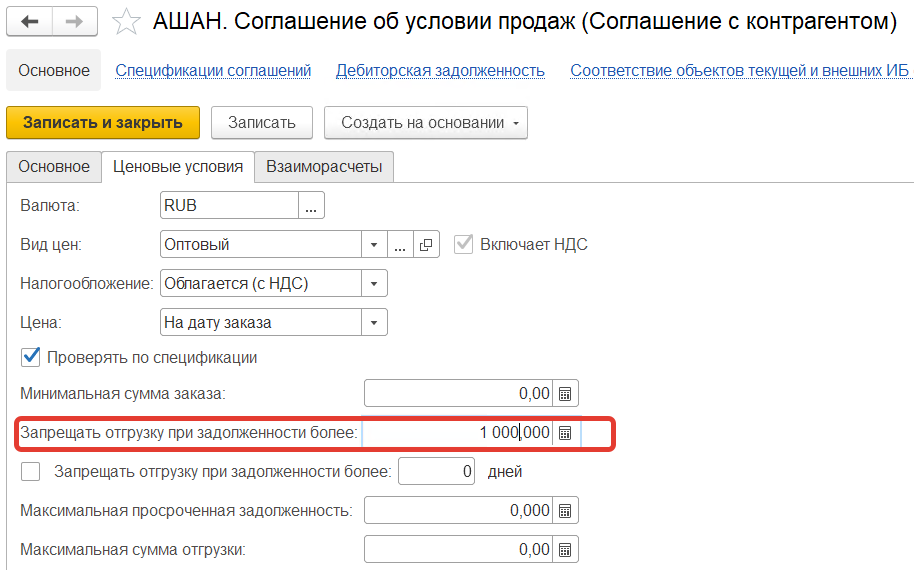 АШАН. Соглашение об условии продаж (Соглашение с контрагентом)
Основное Спецификации соглашений Дебиторская задолженность Соответствие объектов текущей и внешних ИБ
Записать и закрыть Записать Создать на основании
Основное Ценовые условия Взаиморасчеты
Валюта: RUB ...
Вид цен: Оптовый ... Включает НДС
Налогообложение: Облагается (с НДС)
Цена: На дату заказа
Проверять по спецификации
Минимальная сумма заказа: 0,00
Запрещать отгрузку при задолженности более: 1 000,000
Запрещать отгрузку при задолженности более: 0 дней
Максимальная просроченная задолженность: 0,000
Максимальная сумма отгрузки: 0,00